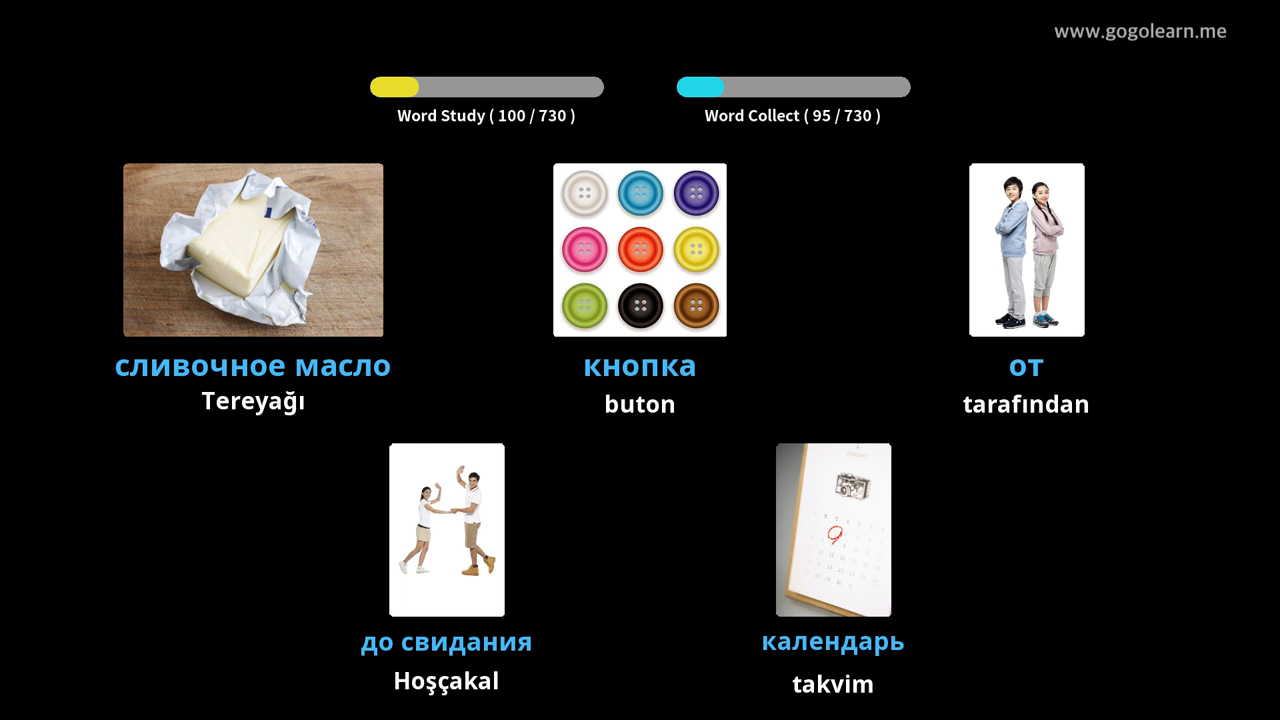 www.gogolearn.me
Word Study ( 100 / 730 )
Word Collect ( 95 / 730 )
сливочное масло
Tereyağı
кнопка
buton
от
tarafından
до свидания
Hoşçakal
календарь
takvim